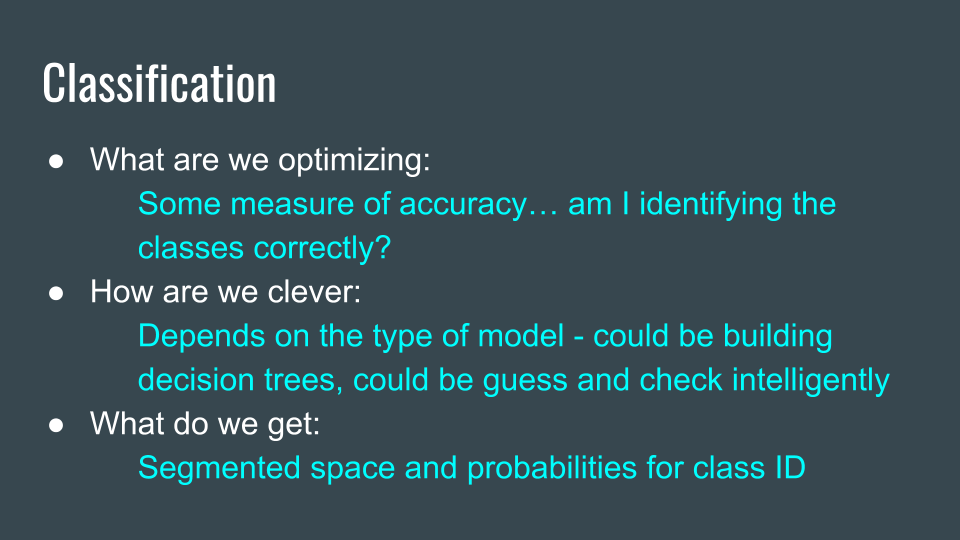 Classification
● What are we optimizing:
Some measure of accuracy… am I identifying the
classes correctly?
● How are we clever:
Depends on the type of model - could be building
decision trees, could be guess and check intelligently
● What do we get:
Segmented space and probabilities for class ID